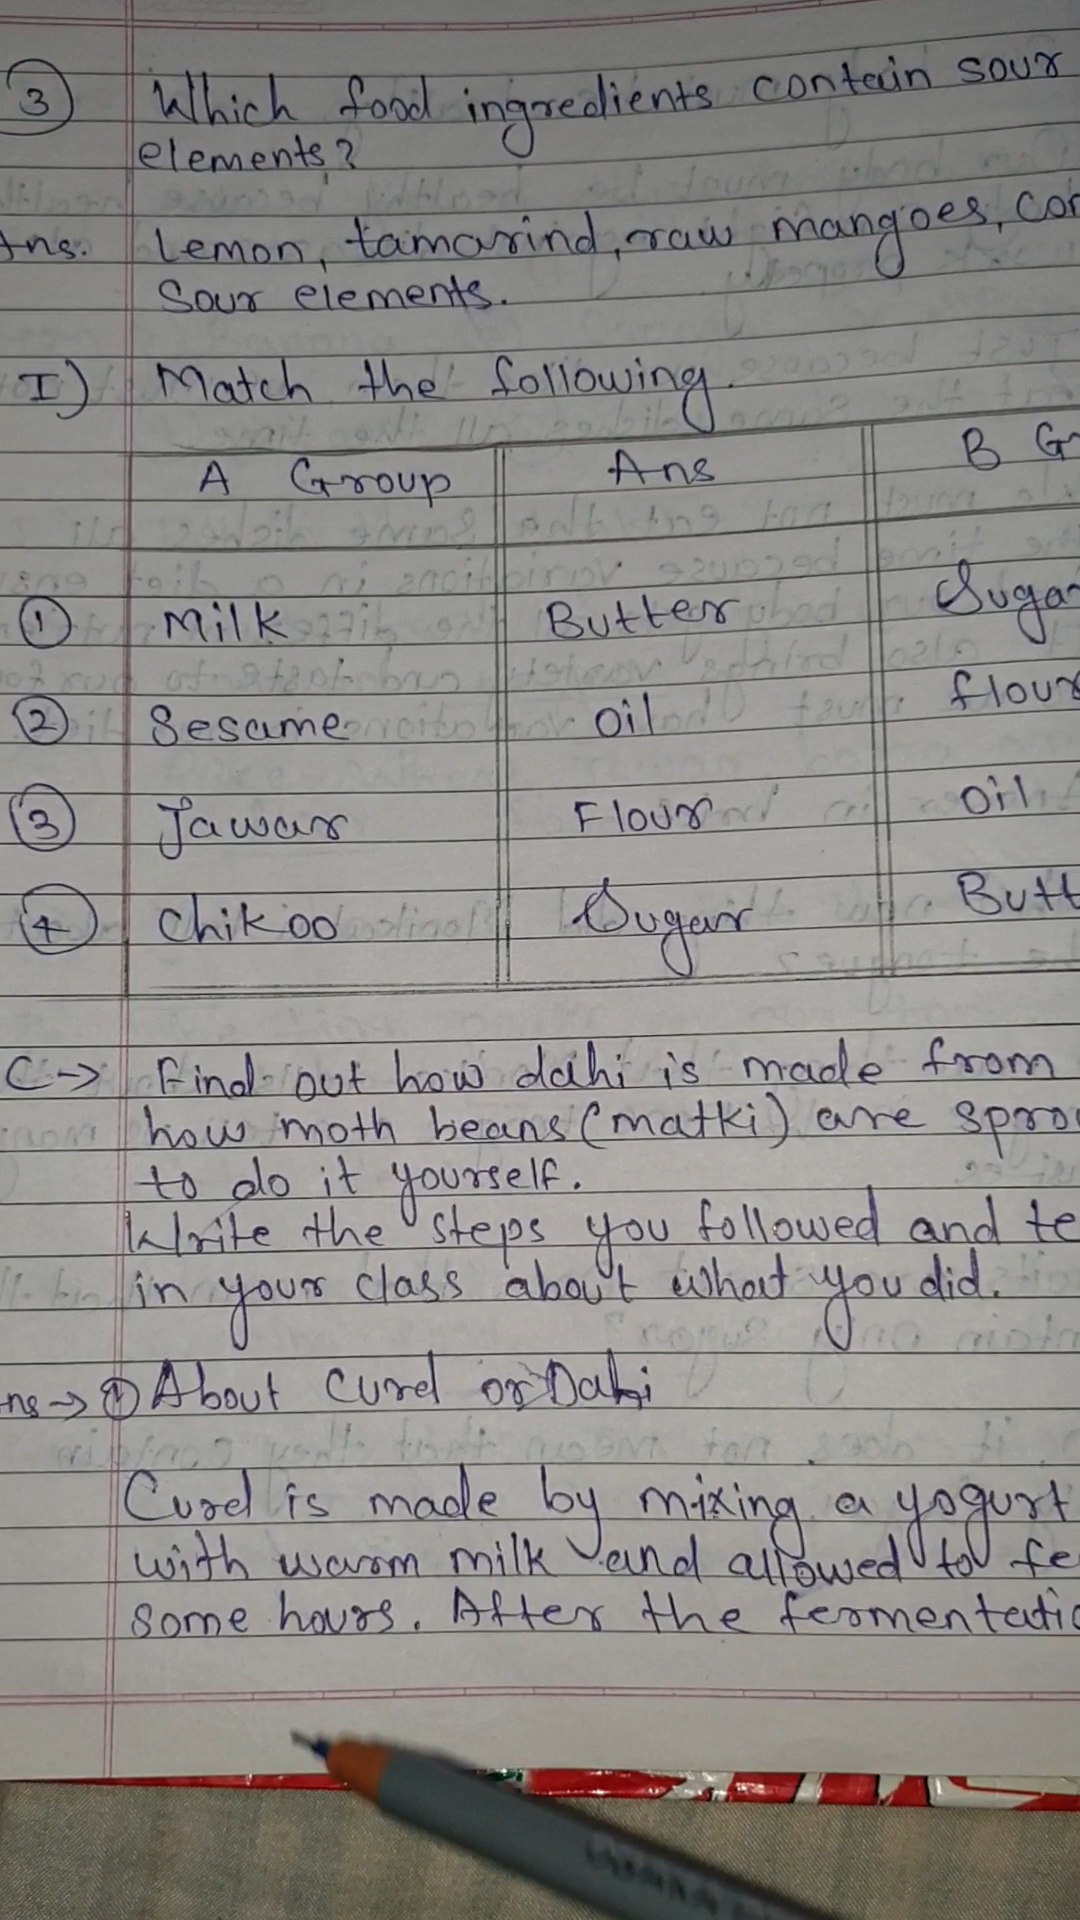 3 Which food ingredients contain sour
elements?
Ans. Lemon, tamarind, raw mangoes, con
Sour elements.
I) Match the following.
A Group Ans B G
1 Milk Butter Sugar
2 Sesame oil flour
3 Jawar Flour Oil
4 Chikoo Sugar Butt
C→ Find out how dahi is made from
how moth beans (matki) are sprou
to do it yourself.
Write the steps you followed and te
in your class about what you did.
ns→ 1 About Curd or Dahi
Curd is made by mixing a yogurt
with warm milk and allowed to fe
some hours. After the fermentatio